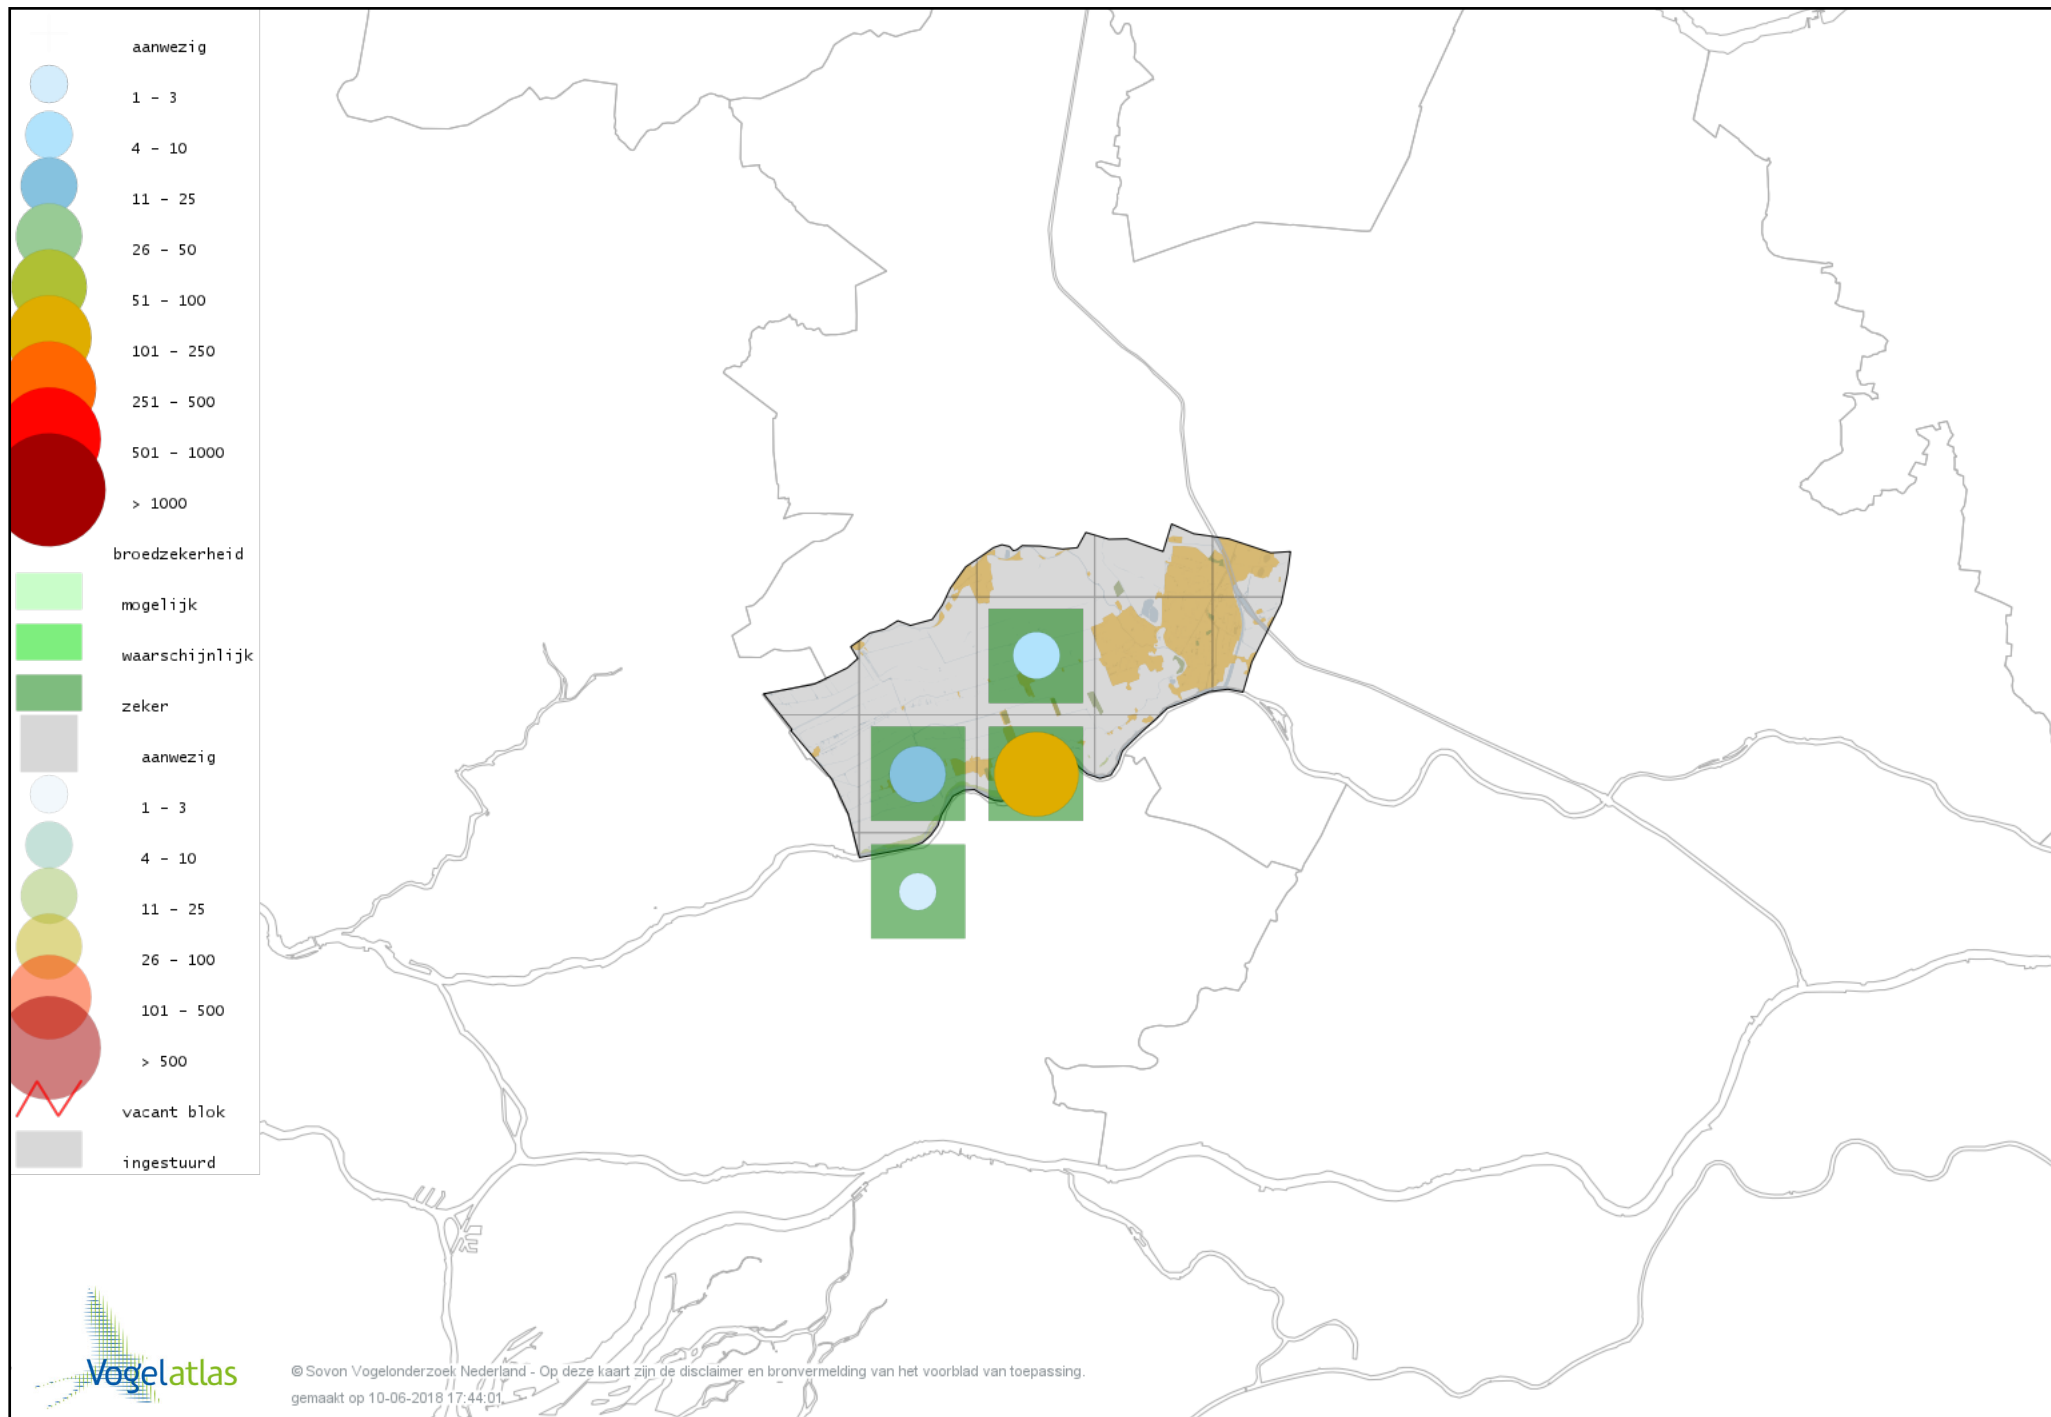 aanwezig
1 - 3
4 - 10
11 - 25
26 - 50
51 - 100
101 - 250
251 - 500
501 - 1000
> 1000
broedzekerheid
mogelijk
waarschijnlijk
zeker
aanwezig
1 - 3
4 - 10
11 - 25
26 - 100
101 - 500
> 500
vacant blok
ingestuurd
Vogelatlas
© Sovon Vogelonderzoek Nederland - Op deze kaart zijn de disclaimer en bronvermelding van het voorblad van toepassing.
gemaakt op 10-06-2018 17:44:01